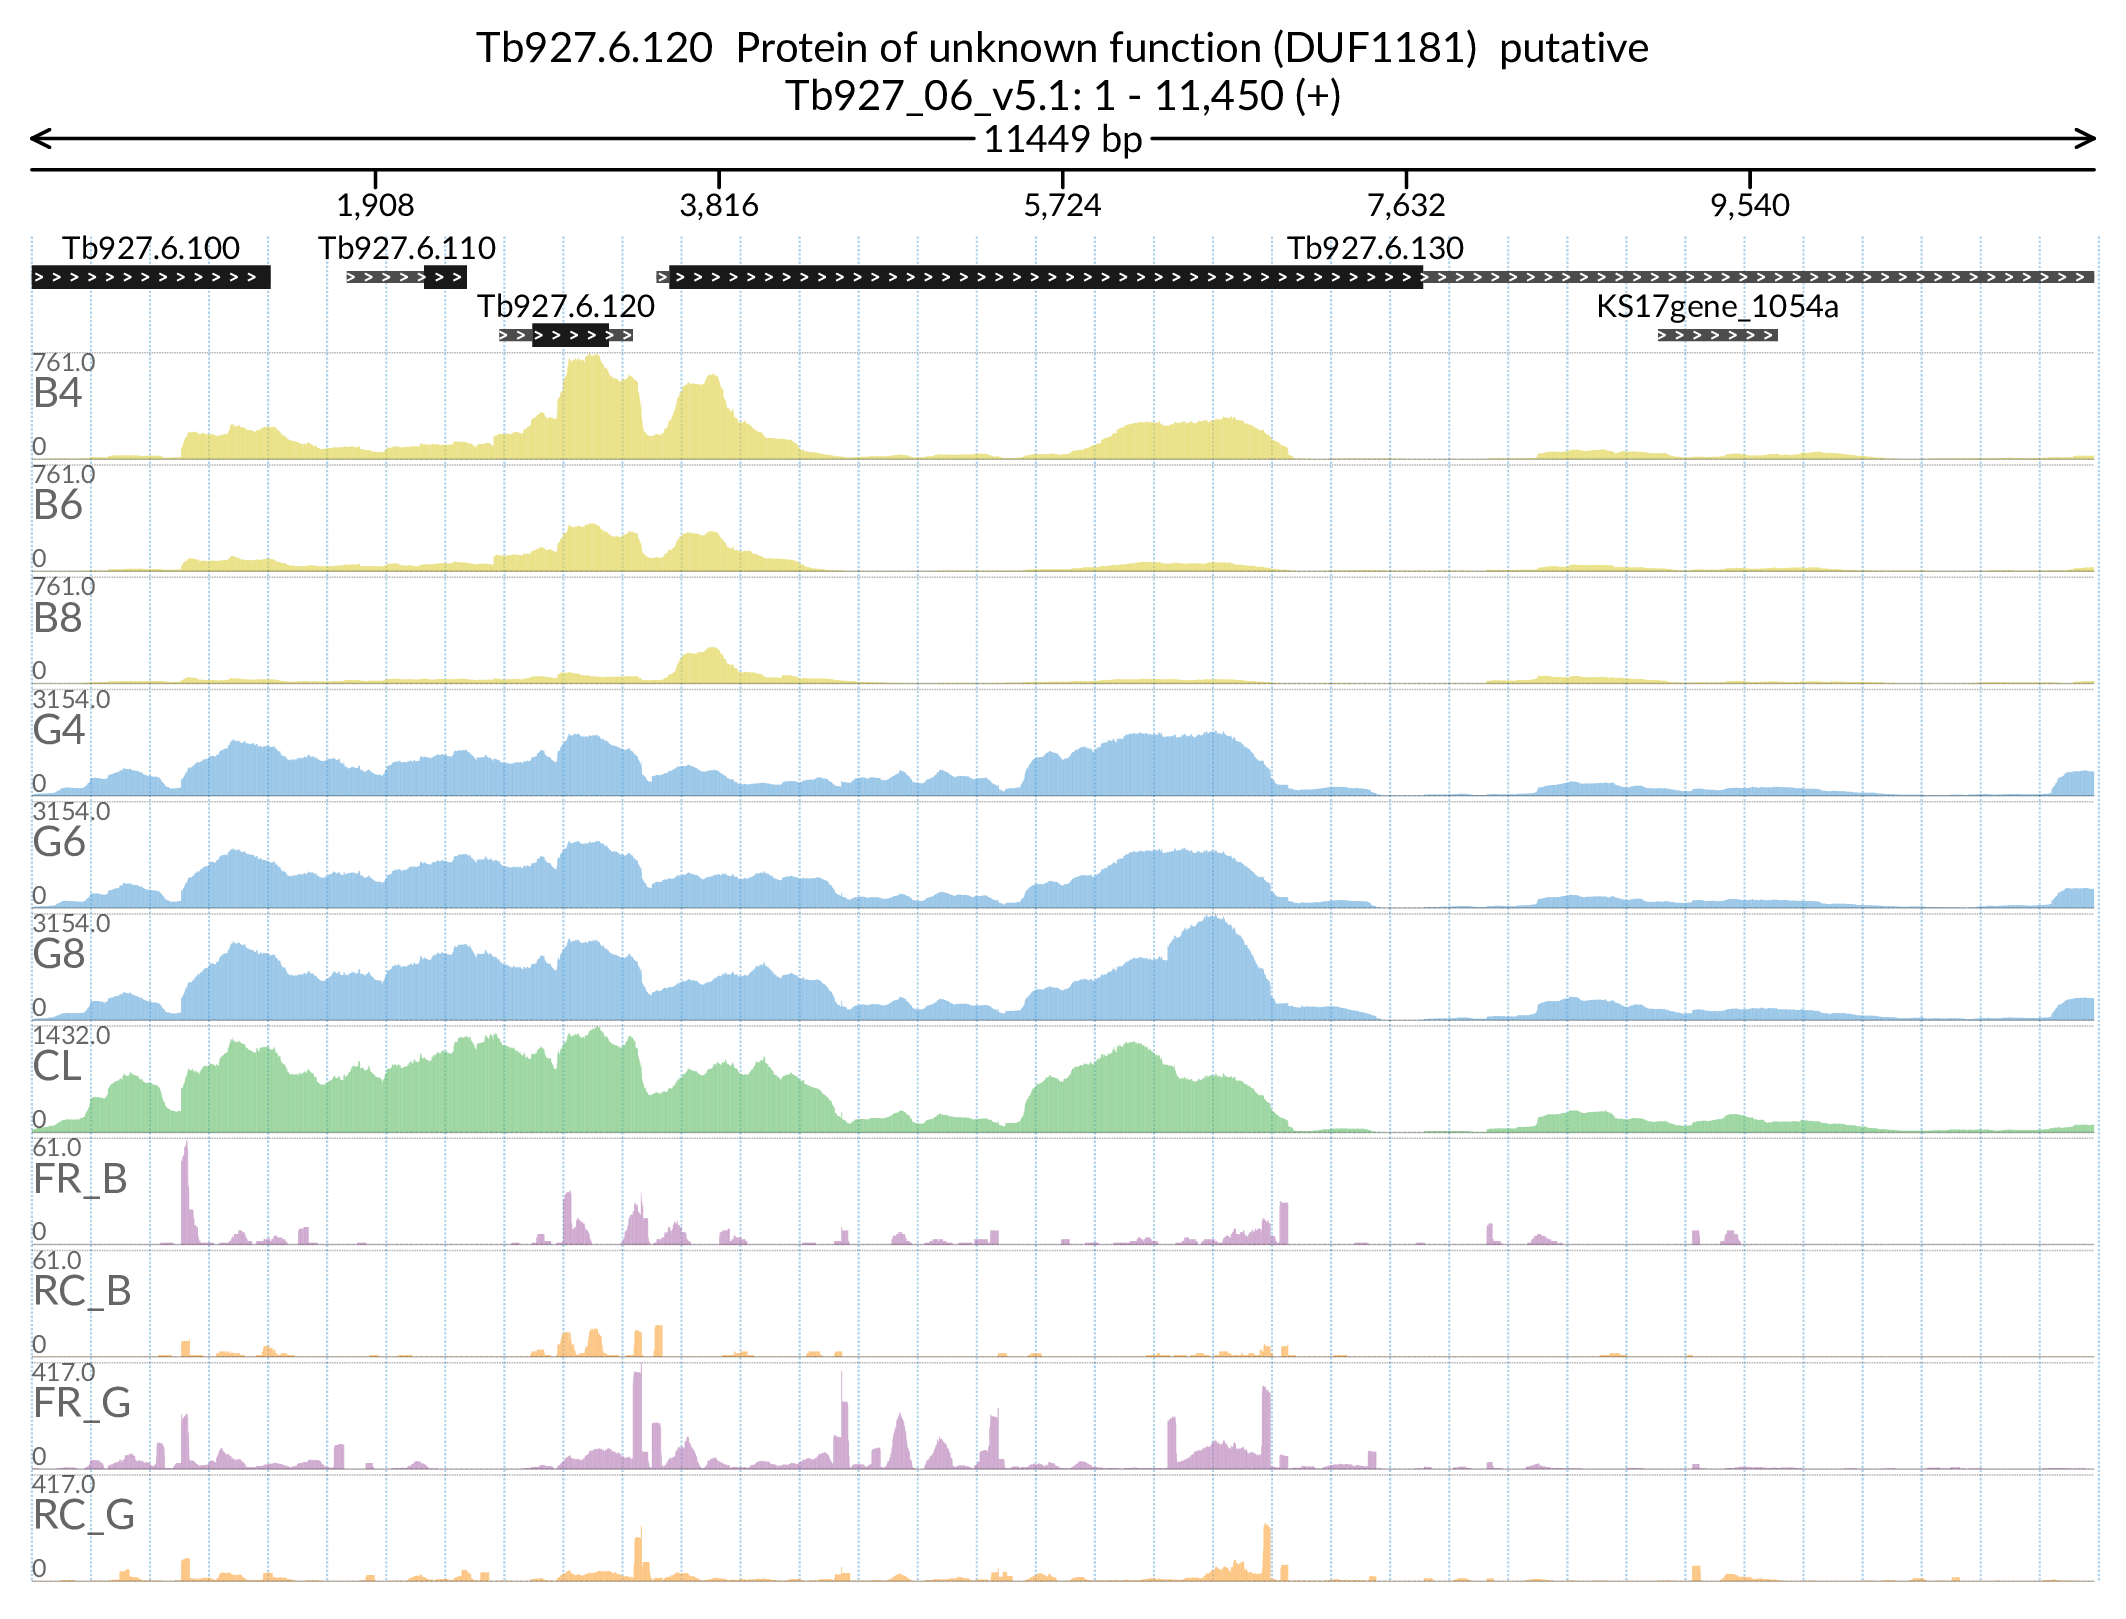 Tb927.6.120  Protein of unknown function (DUF1181)  putative
Tb927_06_v5.1: 1 - 11,450 (+)
11449 bp
1,908 3,816 5,724 7,632 9,540
Tb927.6.100 Tb927.6.110 Tb927.6.130
Tb927.6.120 KS17gene_1054a
761.0
B4
0
761.0
B6
0
761.0
B8
0
3154.0
G4
0
3154.0
G6
0
3154.0
G8
0
1432.0
CL
0
61.0
FR_B
0
61.0
RC_B
0
417.0
FR_G
0
417.0
RC_G
0